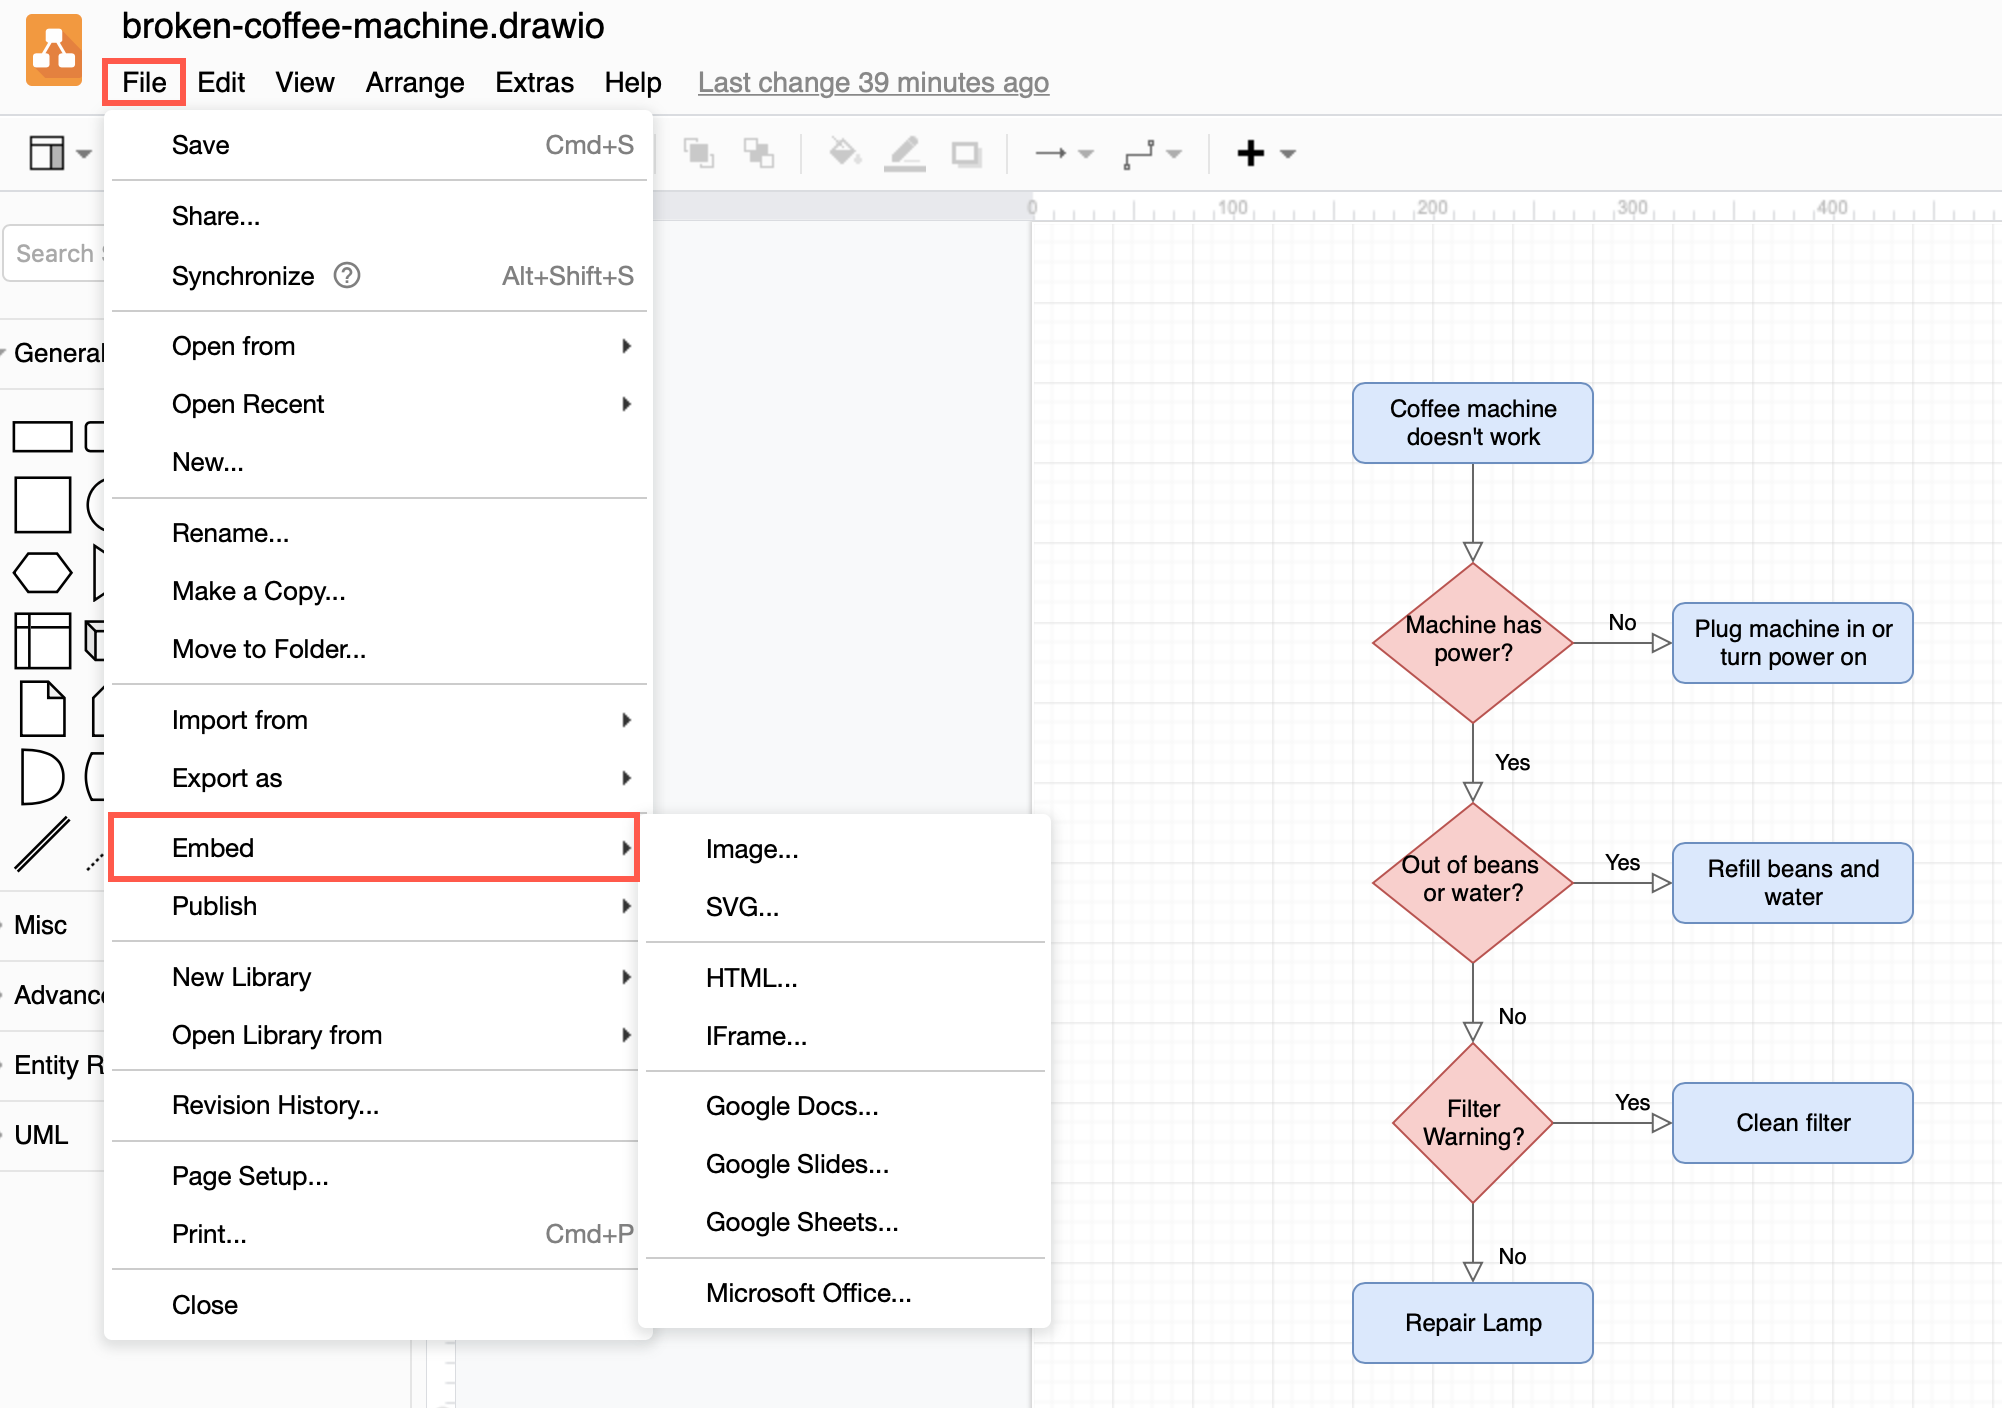 broken-coffee-machine.drawio
File Edit View Arrange Extras Help Last change 39 minutes ago
Save Cmd+S
Share...
Synchronize ? Alt+Shift+S
Open from
Open Recent
New...
Rename...
Make a Copy...
Move to Folder...
Import from
Export as
Embed
Publish
New Library
Open Library from
Revision History...
Page Setup...
Print... Cmd+P
Close
Image...
SVG...
HTML...
IFrame...
Google Docs...
Google Slides...
Google Sheets...
Microsoft Office...
Search
General
Misc
Advanc
Entity R
UML
0 100 200 300 400
Coffee machine
doesn't work
Machine has
power?
No
Plug machine in or
turn power on
Yes
Out of beans
or water?
Yes
Refill beans and
water
No
Filter
Warning?
Yes
Clean filter
No
Repair Lamp